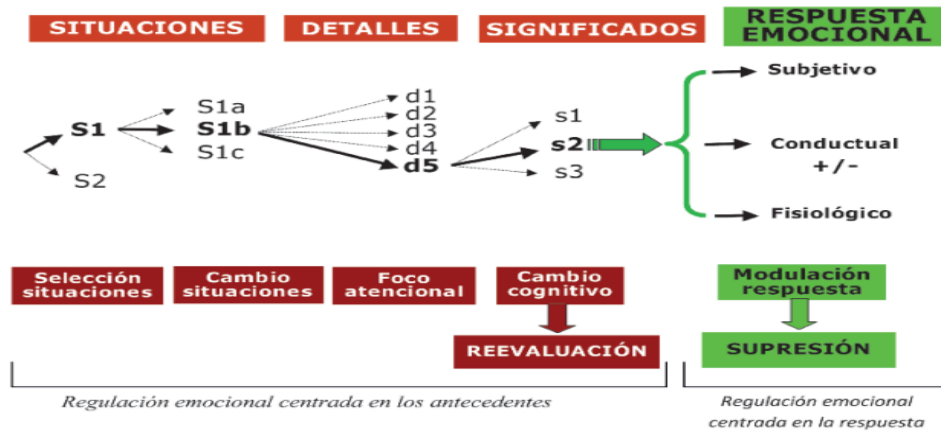 SITUACIONES DETALLES SIGNIFICADOS RESPUESTA EMOCIONAL
Subjetivo
S1
S2
S1a
S1b
S1c
d1
d2
d3
d4
d5
s1
s2
s3
Conductual
+/-
Fisiológico
Selección
situaciones
Cambio
situaciones
Foco
atencional
Cambio
cognitivo
Modulación
respuesta
REEVALUACIÓN
SUPRESIÓN
Regulación emocional centrada en los antecedentes
Regulación emocional
centrada en la respuesta